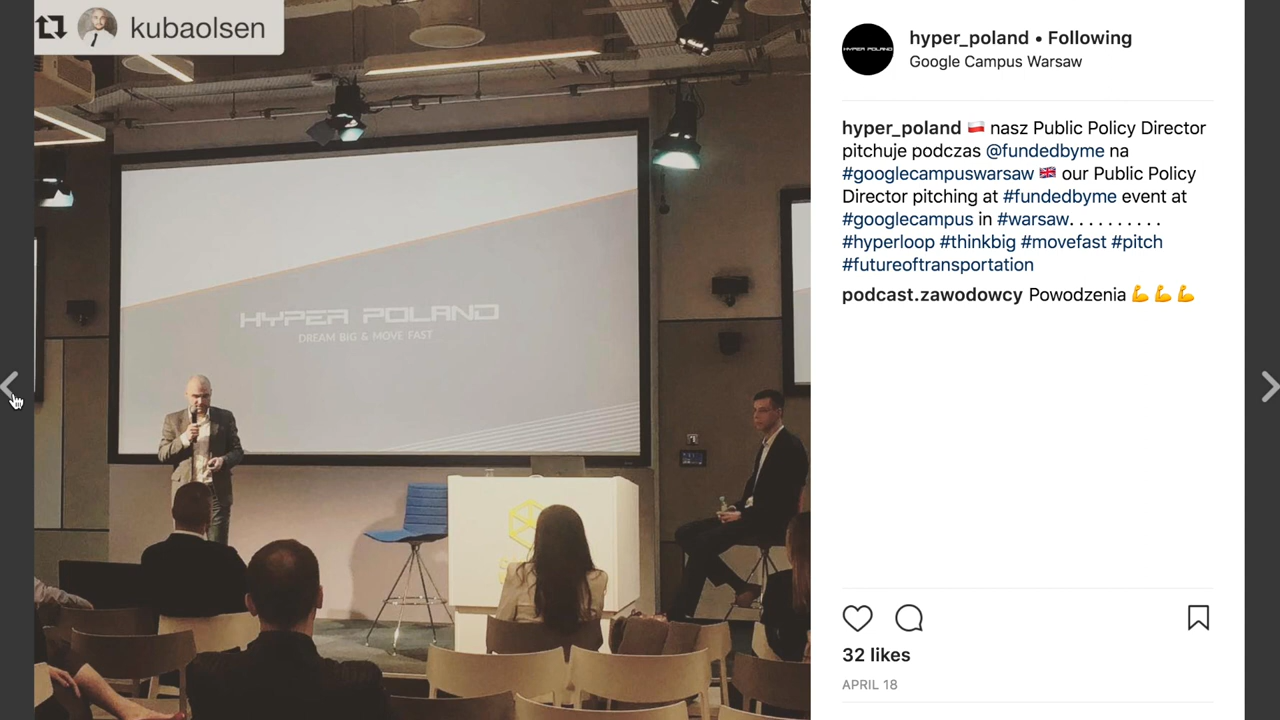 kubaolsen
HYPER POLAND
DREAM BIG & MOVE FAST
HYPER POLAND
hyper_poland • Following
Google Campus Warsaw
hyper_poland 🇵🇱 nasz Public Policy Director
pitchuje podczas @fundedbyme na
#googlecampuswarsaw 🇬🇧 our Public Policy
Director pitching at #fundedbyme event at
#googlecampus in #warsaw. . . . . . . . . .
#hyperloop #thinkbig #movefast #pitch
#futureoftransportation
podcast.zawodowcy Powodzenia 💪 💪 💪
32 likes
APRIL 18